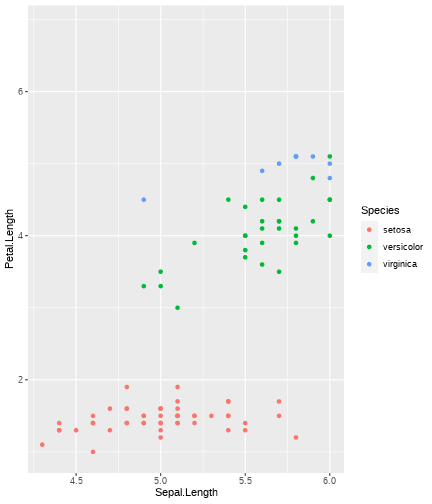 6
4
2
4.5 5.0 5.5 6.0
Sepal.Length
Petal.Length
Species
setosa
versicolor
virginica